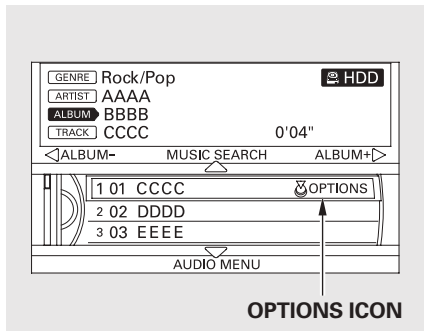 GENRE Rock/Pop HDD
ARTIST AAAA
ALBUM BBBB
TRACK CCCC 0'04"
ALBUM- MUSIC SEARCH ALBUM+
1 01 CCCC OPTIONS
2 02 DDDD
3 03 EEEE
AUDIO MENU
OPTIONS ICON